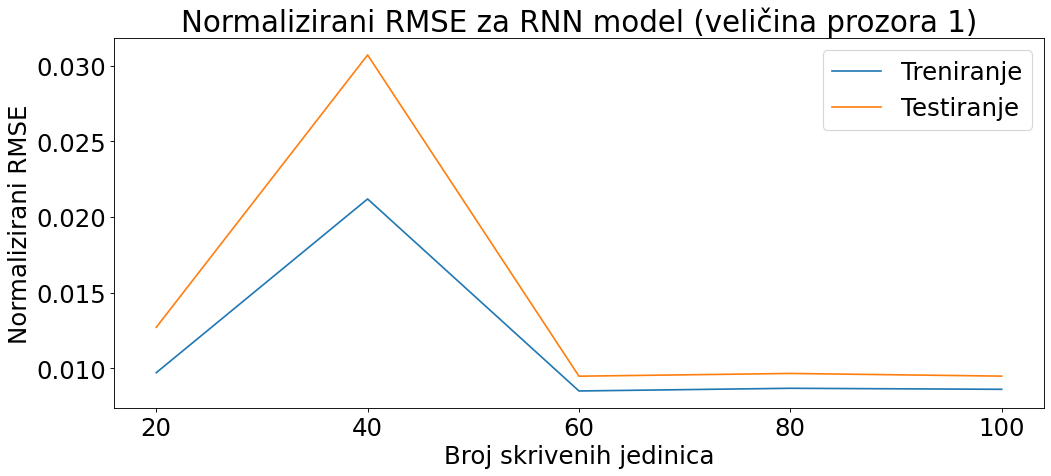 Normalizirani RMSE za RNN model (veličina prozora 1)
Treniranje
Testiranje
Normalizirani RMSE
0.030
0.025
0.020
0.015
0.010
20 40 60 80 100
Broj skrivenih jedinica